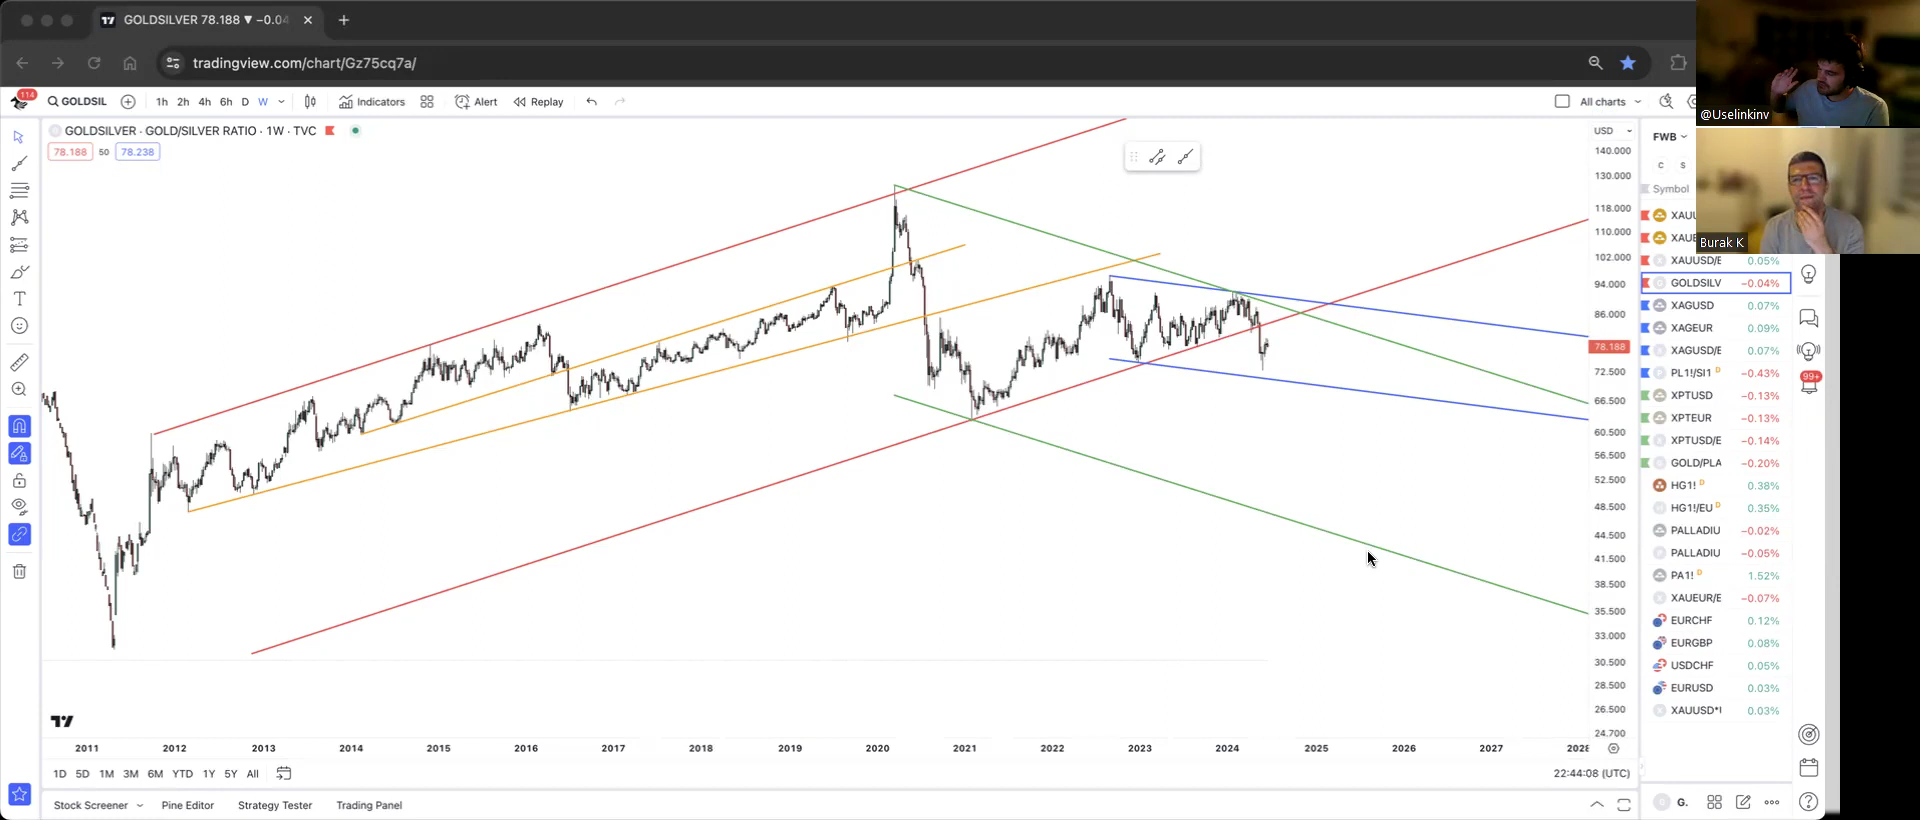 GOLDSILVER 78.188 ▼ −0.04
tradingview.com/chart/Gz75cq7a/
114
GOLDSIL 1h 2h 4h 6h D W Indicators Alert Replay All charts
GOLDSILVER · GOLD/SILVER RATIO · 1W · TVC
78.188 50 78.238
USD
140.000
130.000
118.000
110.000
102.000
94.000
86.000
78.188
72.500
66.500
60.500
56.500
52.500
48.500
44.500
41.500
38.500
35.500
33.000
30.500
28.500
26.500
24.700
2011 2012 2013 2014 2015 2016 2017 2018 2019 2020 2021 2022 2023 2024 2025 2026 2027 2028
1D 5D 1M 3M 6M YTD 1Y 5Y All
22:44:08 (UTC)
Stock Screener Pine Editor Strategy Tester Trading Panel
FWB
C S
Symbol
XAUUSD/E 0.05%
GOLDSILV −0.04%
XAGUSD 0.07%
XAGEUR 0.09%
XAGUSD/E 0.07%
PL1!/SI1 D −0.43%
XPTUSD −0.13%
XPTEUR −0.13%
XPTUSD/E −0.14%
GOLD/PLA −0.20%
HG1! D 0.38%
HG1!/EU D 0.35%
PALLADIU −0.02%
PALLADIU −0.05%
PA1! D 1.52%
XAUEUR/E −0.07%
EURCHF 0.12%
EURGBP 0.08%
USDCHF 0.05%
EURUSD 0.03%
XAUUSD*I 0.03%
G.
99+
@Uselinkinv
Burak K